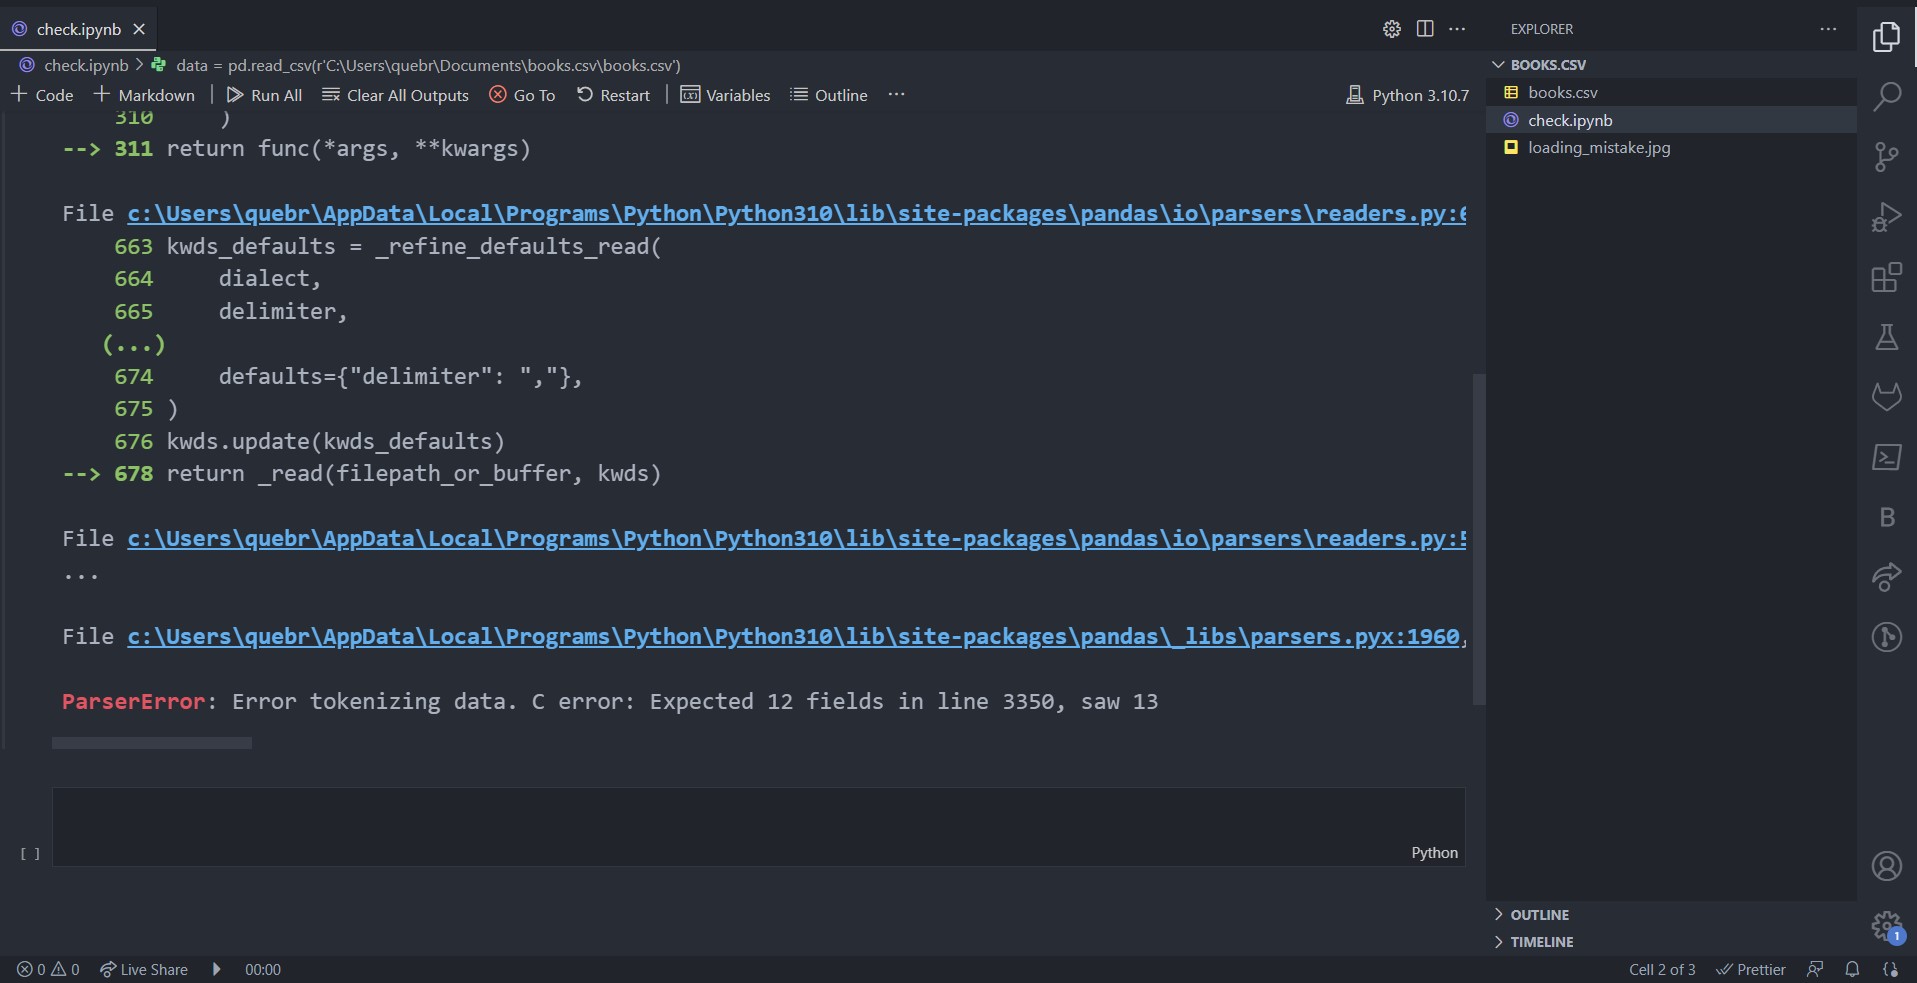 check.ipynb
EXPLORER
check.ipynb > data = pd.read_csv(r'C:\Users\quebr\Documents\books.csv\books.csv')
BOOKS.CSV
+ Code + Markdown | Run All Clear All Outputs Go To Restart | Variables Outline ...
Python 3.10.7
books.csv
check.ipynb
loading_mistake.jpg
310 )
--> 311 return func(*args, **kwargs)
File c:\Users\quebr\AppData\Local\Programs\Python\Python310\lib\site-packages\pandas\io\parsers\readers.py:6
663 kwds_defaults = _refine_defaults_read(
664 dialect,
665 delimiter,
(...)
674 defaults={"delimiter": ","},
675 )
676 kwds.update(kwds_defaults)
--> 678 return _read(filepath_or_buffer, kwds)
File c:\Users\quebr\AppData\Local\Programs\Python\Python310\lib\site-packages\pandas\io\parsers\readers.py:5
...
File c:\Users\quebr\AppData\Local\Programs\Python\Python310\lib\site-packages\pandas\_libs\parsers.pyx:1960,
ParserError: Error tokenizing data. C error: Expected 12 fields in line 3350, saw 13
[ ]
Python
B
OUTLINE
TIMELINE
1
0 0 Live Share 00:00
Cell 2 of 3 Prettier